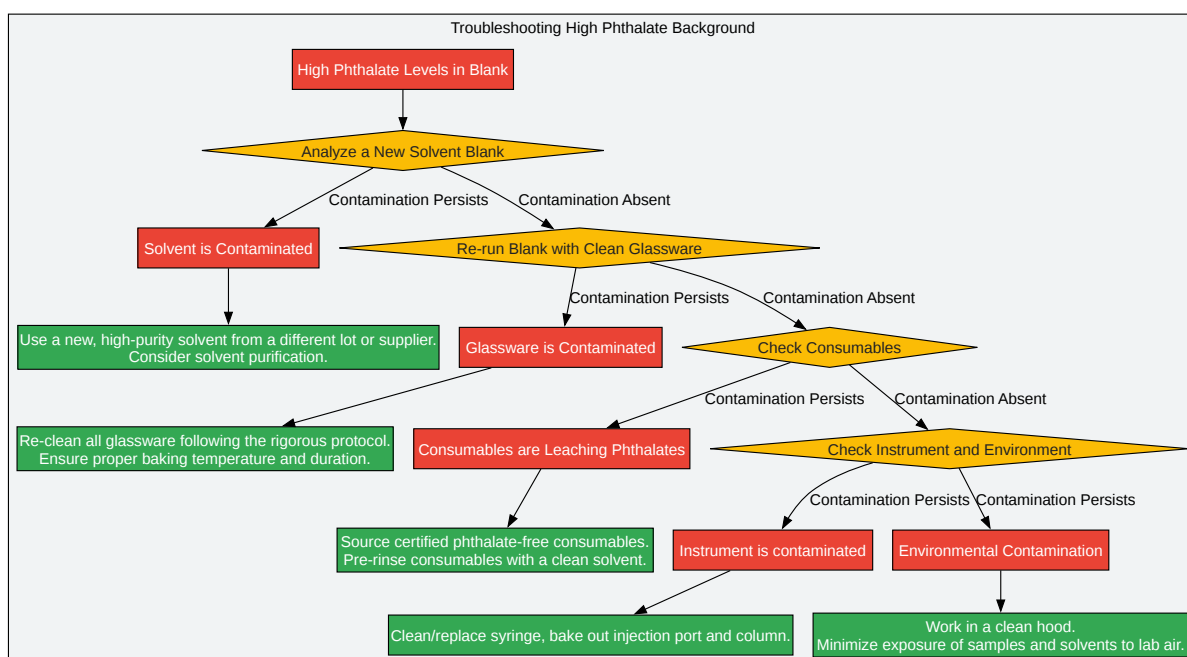 Troubleshooting High Phthalate Background
High Phthalate Levels in Blank
Analyze a New Solvent Blank
Contamination Persists
Contamination Absent
Solvent is Contaminated
Re-run Blank with Clean Glassware
Contamination Persists
Contamination Absent
Use a new, high-purity solvent from a different lot or supplier.
Consider solvent purification.
Glassware is Contaminated
Check Consumables
Contamination Persists
Contamination Absent
Re-clean all glassware following the rigorous protocol.
Ensure proper baking temperature and duration.
Consumables are Leaching Phthalates
Check Instrument and Environment
Contamination Persists
Contamination Persists
Source certified phthalate-free consumables.
Pre-rinse consumables with a clean solvent.
Instrument is contaminated
Environmental Contamination
Clean/replace syringe, bake out injection port and column.
Work in a clean hood.
Minimize exposure of samples and solvents to lab air.